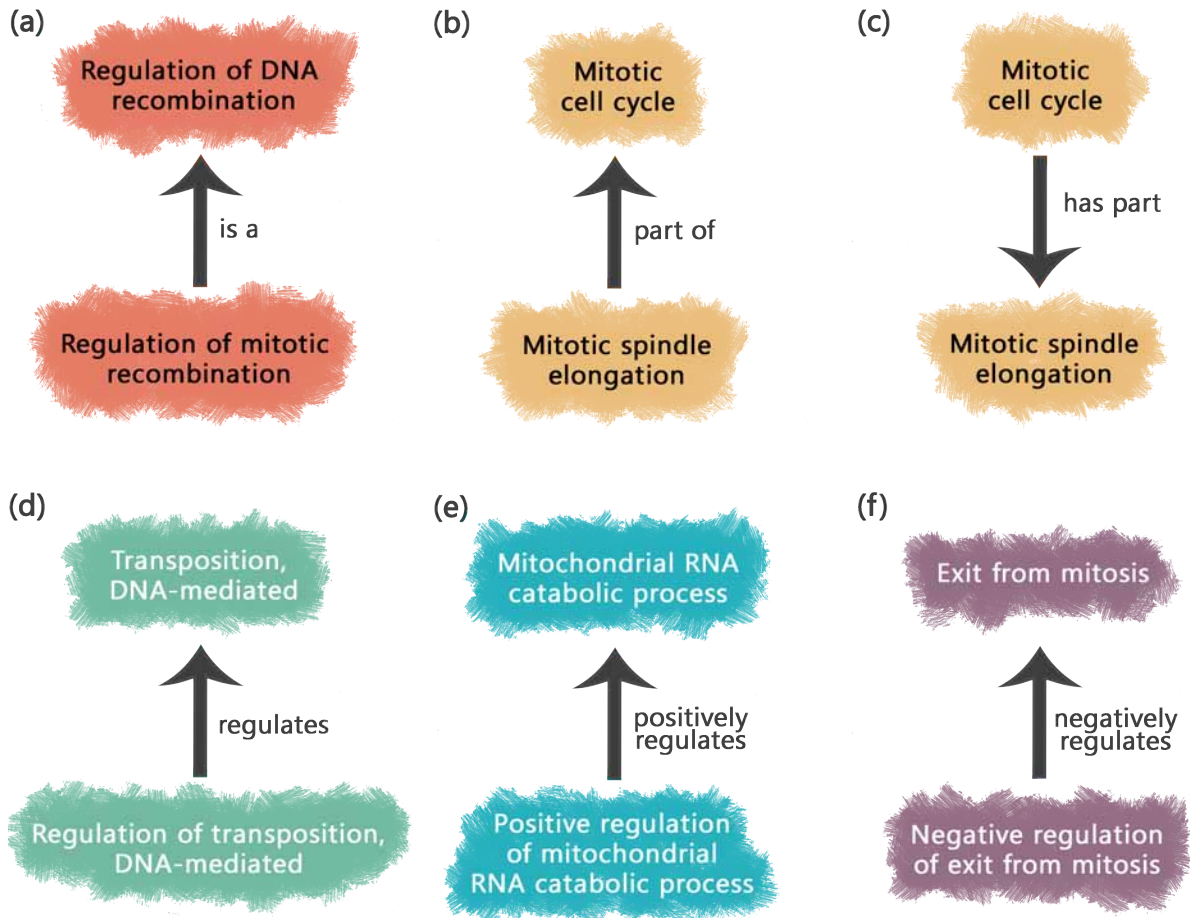 (a)
Regulation of DNA
recombination
is a
Regulation of mitotic
recombination
(b)
Mitotic
cell cycle
part of
Mitotic spindle
elongation
(c)
Mitotic
cell cycle
has part
Mitotic spindle
elongation
(d)
Transposition,
DNA-mediated
regulates
Regulation of transposition,
DNA-mediated
(e)
Mitochondrial RNA
catabolic process
positively
regulates
Positive regulation
of mitochondrial
RNA catabolic process
(f)
Exit from mitosis
negatively
regulates
Negative regulation
of exit from mitosis